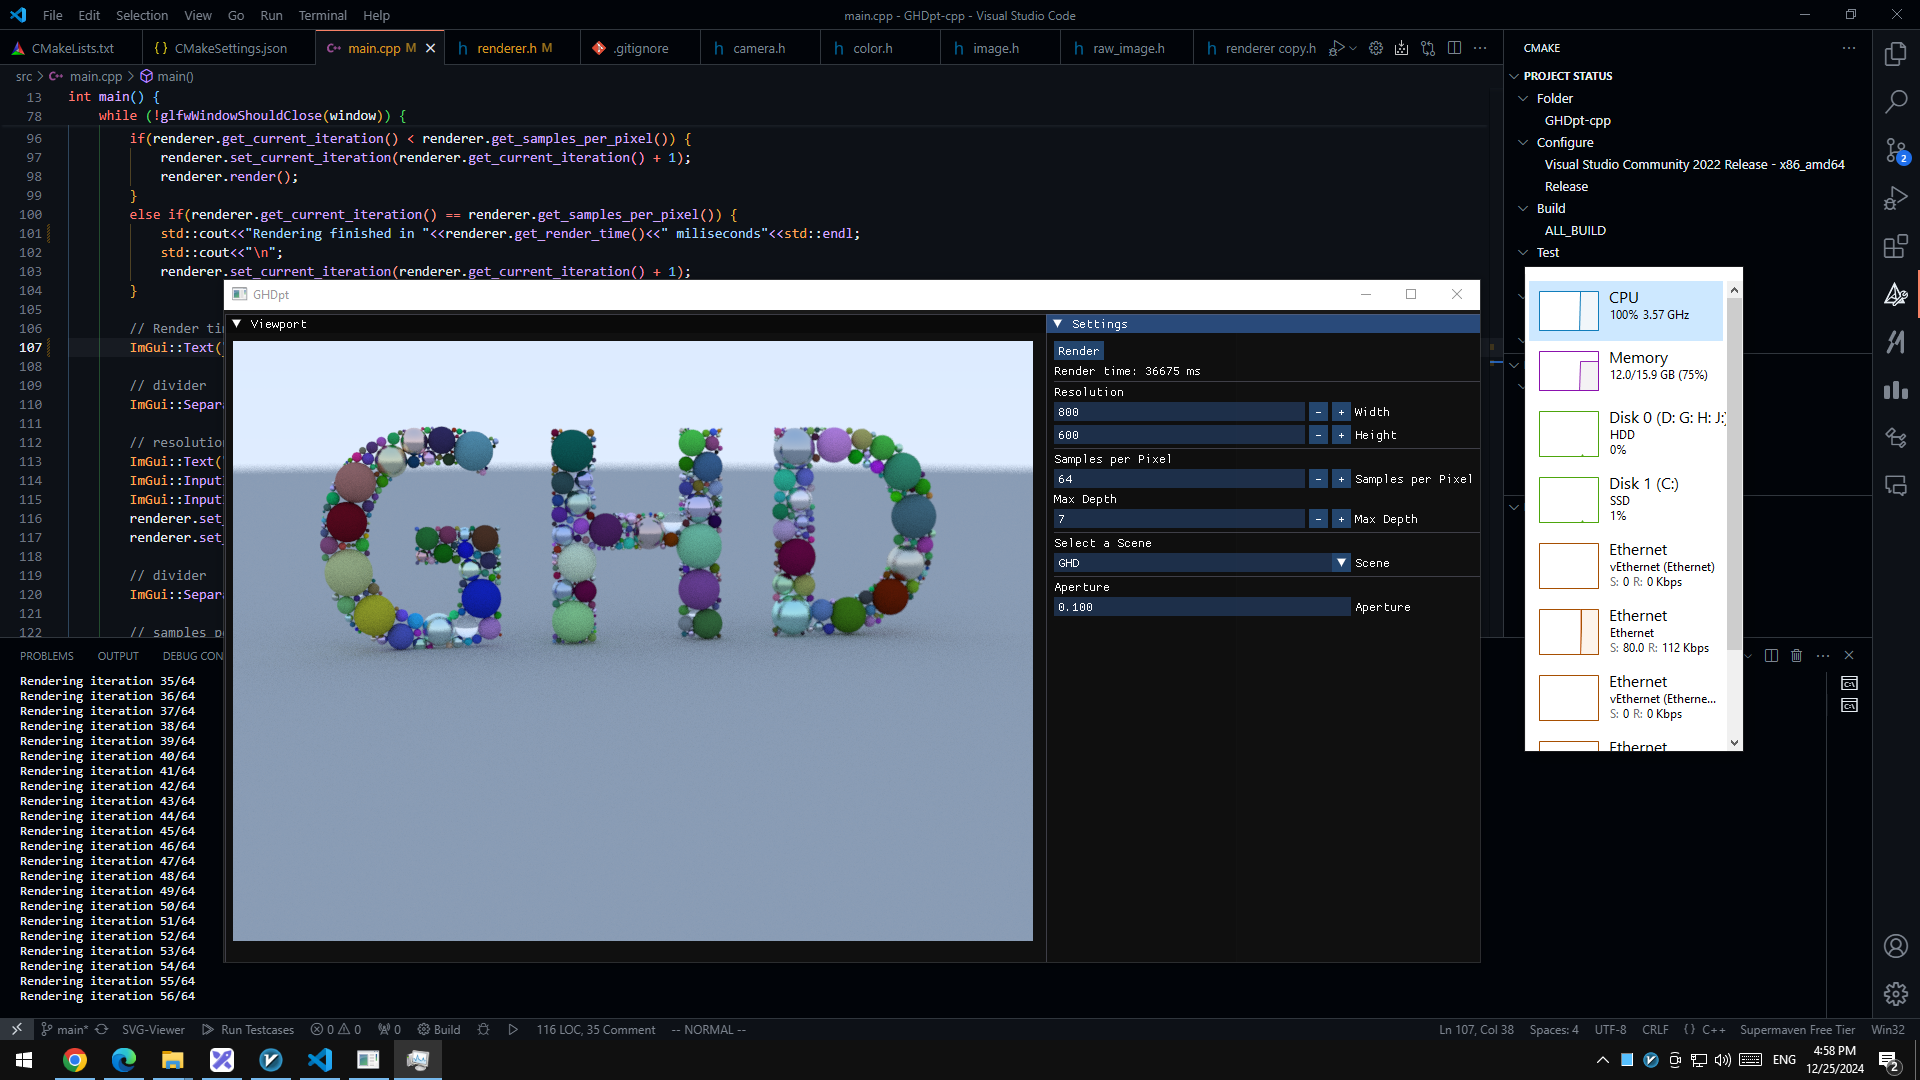 File Edit Selection View Go Run Terminal Help
main.cpp - GHDpt-cpp - Visual Studio Code
CMakeLists.txt
CMakeSettings.json
main.cpp M
renderer.h M
.gitignore
camera.h
color.h
image.h
raw_image.h
renderer copy.h
src > main.cpp > main()
13 int main() {
78 while (!glfwWindowShouldClose(window)) {
96 if(renderer.get_current_iteration() < renderer.get_samples_per_pixel()) {
97 renderer.set_current_iteration(renderer.get_current_iteration() + 1);
98 renderer.render();
99 }
100 else if(renderer.get_current_iteration() == renderer.get_samples_per_pixel()) {
101 std::cout<<"Rendering finished in "<<renderer.get_render_time()<<" miliseconds"<<std::endl;
102 std::cout<<"\n";
103 renderer.set_current_iteration(renderer.get_current_iteration() + 1);
104 }
105
106 // Render ti
107 ImGui::Text(
108
109 // divider
110 ImGui::Separ
111
112 // resolution
113 ImGui::Text(
114 ImGui::Input
115 ImGui::Input
116 renderer.set_
117 renderer.set_
118
119 // divider
120 ImGui::Separ
121
122 // samples p
GHDpt
Viewport
Settings
Render
Render time: 36675 ms
Resolution
800 - + Width
600 - + Height
Samples per Pixel
64 - + Samples per Pixel
Max Depth
7 - + Max Depth
Select a Scene
GHD Scene
Aperture
0.100 Aperture
GHD
CMAKE
PROJECT STATUS
Folder
GHDpt-cpp
Configure
Visual Studio Community 2022 Release - x86_amd64
Release
Build
ALL_BUILD
Test
2
CPU
100% 3.57 GHz
Memory
12.0/15.9 GB (75%)
Disk 0 (D: G: H: J:)
HDD
0%
Disk 1 (C:)
SSD
1%
Ethernet
vEthernet (Ethernet)
S: 0 R: 0 Kbps
Ethernet
Ethernet
S: 80.0 R: 112 Kbps
Ethernet
vEthernet (Etherne...
S: 0 R: 0 Kbps
Ethernet
PROBLEMS OUTPUT DEBUG CON
Rendering iteration 35/64
Rendering iteration 36/64
Rendering iteration 37/64
Rendering iteration 38/64
Rendering iteration 39/64
Rendering iteration 40/64
Rendering iteration 41/64
Rendering iteration 42/64
Rendering iteration 43/64
Rendering iteration 44/64
Rendering iteration 45/64
Rendering iteration 46/64
Rendering iteration 47/64
Rendering iteration 48/64
Rendering iteration 49/64
Rendering iteration 50/64
Rendering iteration 51/64
Rendering iteration 52/64
Rendering iteration 53/64
Rendering iteration 54/64
Rendering iteration 55/64
Rendering iteration 56/64
main* SVG-Viewer Run Testcases 0 0 0 Build 116 LOC, 35 Comment -- NORMAL --
Ln 107, Col 38 Spaces: 4 UTF-8 CRLF {} C++ Supermaven Free Tier Win32
ENG
4:58 PM
12/25/2024
2